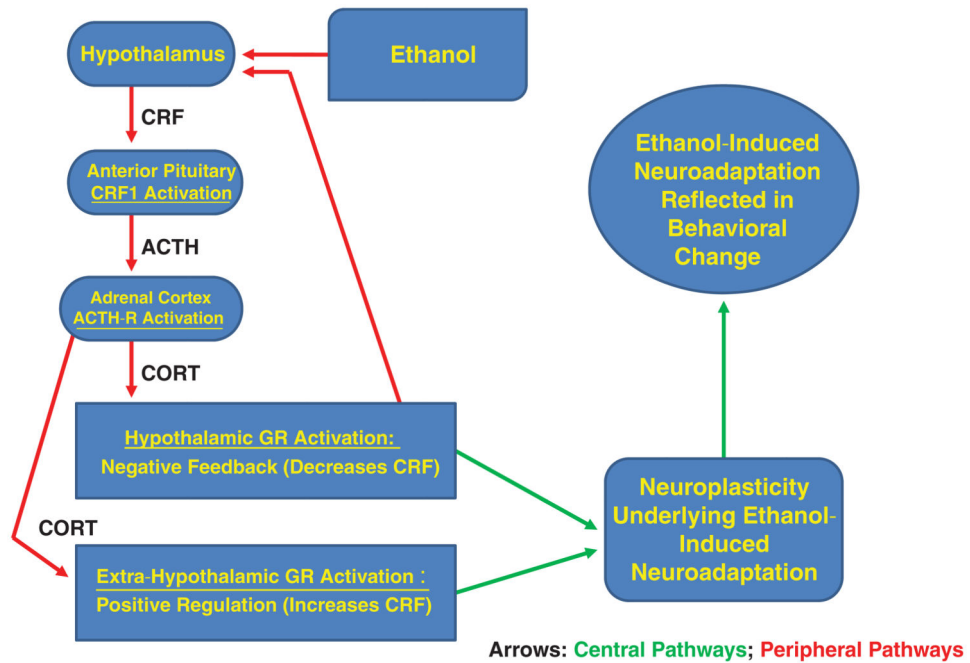 Hypothalamus
Ethanol
CRF
Anterior Pituitary
CRF1 Activation
ACTH
Adrenal Cortex
ACTH-R Activation
CORT
Hypothalamic GR Activation:
Negative Feedback (Decreases CRF)
CORT
Extra-Hypothalamic GR Activation :
Positive Regulation (Increases CRF)
Ethanol-Induced
Neuroadaptation
Reflected in
Behavioral
Change
Neuroplasticity
Underlying Ethanol-
Induced
Neuroadaptation
Arrows: Central Pathways; Peripheral Pathways